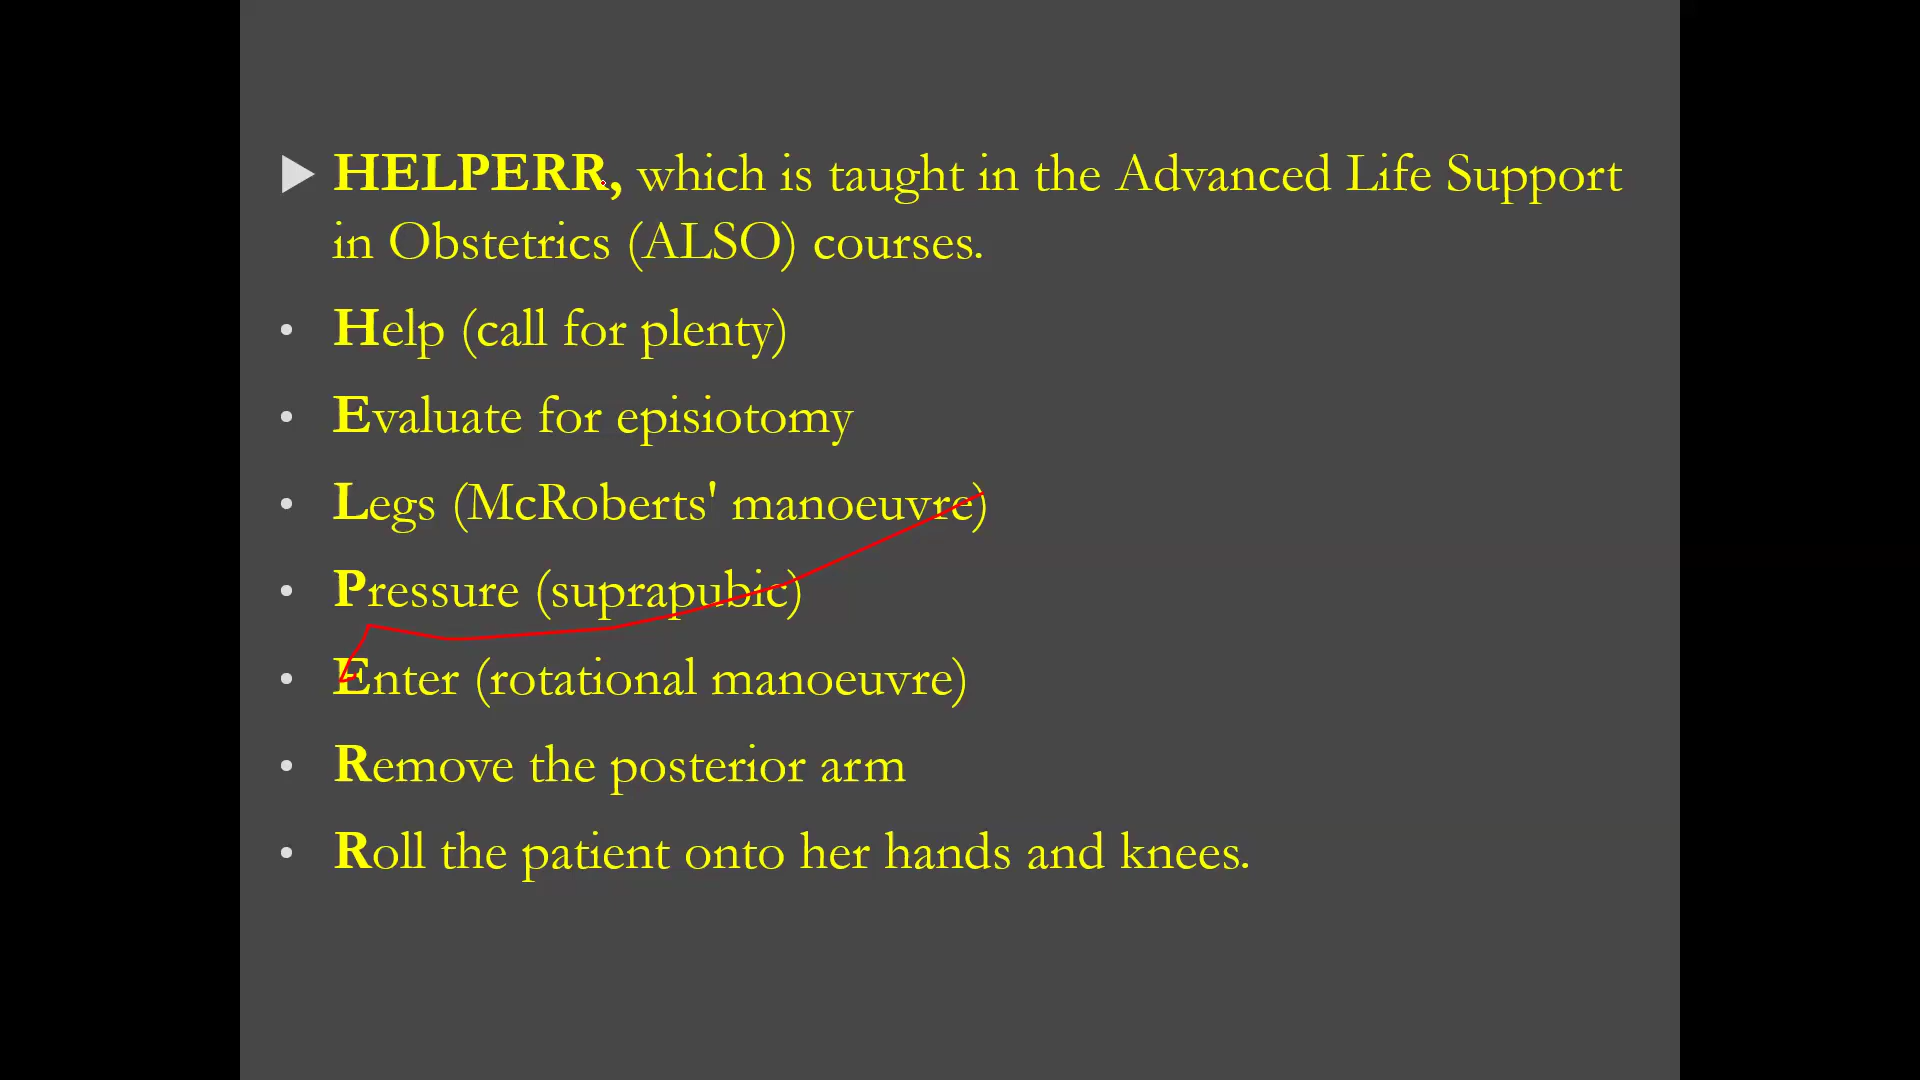 HELPERR, which is taught in the Advanced Life Support
in Obstetrics (ALSO) courses.
Help (call for plenty)
Evaluate for episiotomy
Legs (McRoberts' manoeuvre)
Pressure (suprapubic)
Enter (rotational manoeuvre)
Remove the posterior arm
Roll the patient onto her hands and knees.